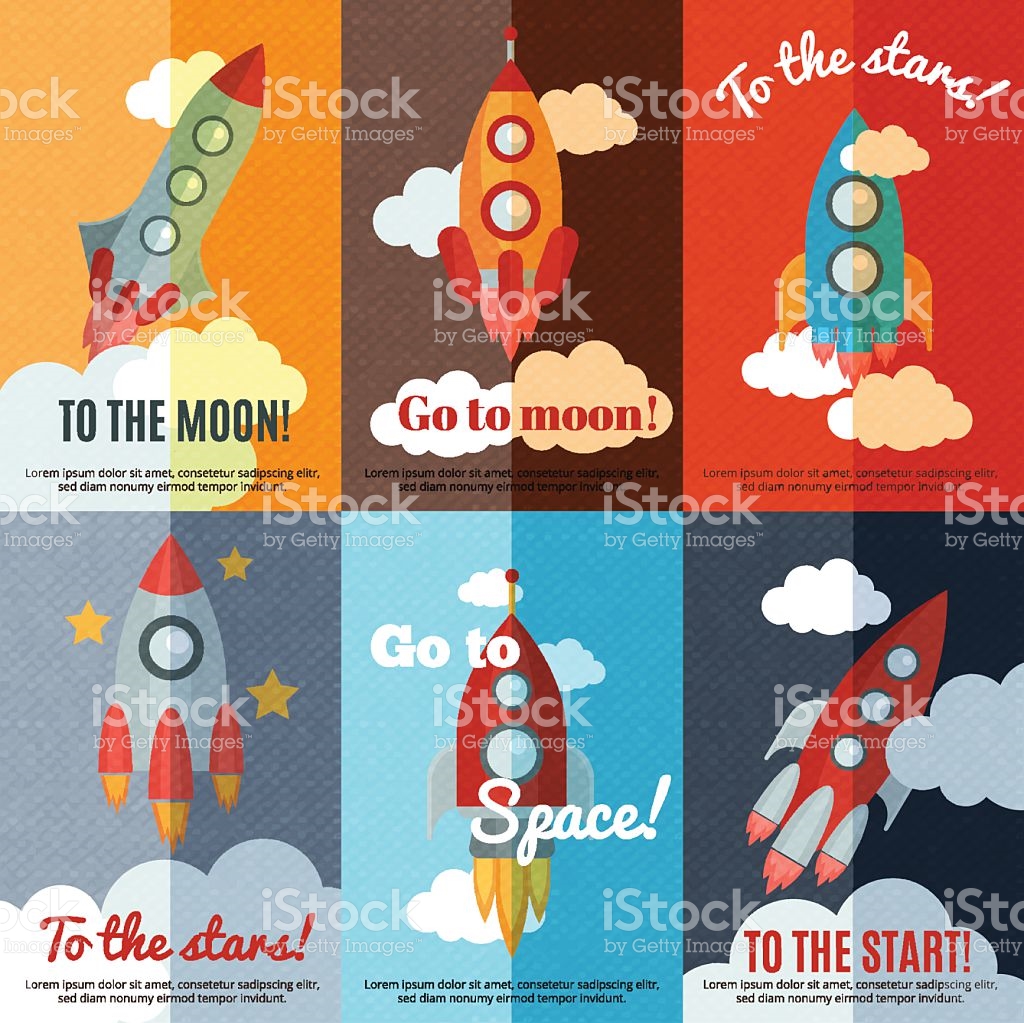 To the stars!
TO THE MOON!
Go to moon!
Lorem ipsum dolor sit amet, consetetur sadipscing elitr,
sed diam nonumy eirmod tempor invidunt.
Lorem ipsum dolor sit amet, consetetur sadipscing elitr,
sed diam nonumy eirmod tempor invidunt.
Lorem ipsum dolor sit amet, consetetur sadipscing elitr,
sed diam nonumy eirmod tempor invidunt.
Go to
Space!
To the stars!
TO THE START!
Lorem ipsum dolor sit amet, consetetur sadipscing elitr,
sed diam nonumy eirmod tempor invidunt.
Lorem ipsum dolor sit amet, consetetur sadipscing elitr,
sed diam nonumy eirmod tempor invidunt.
Lorem ipsum dolor sit amet, consetetur sadipscing elitr,
sed diam nonumy eirmod tempor invidunt.
iStock
by Getty Images™